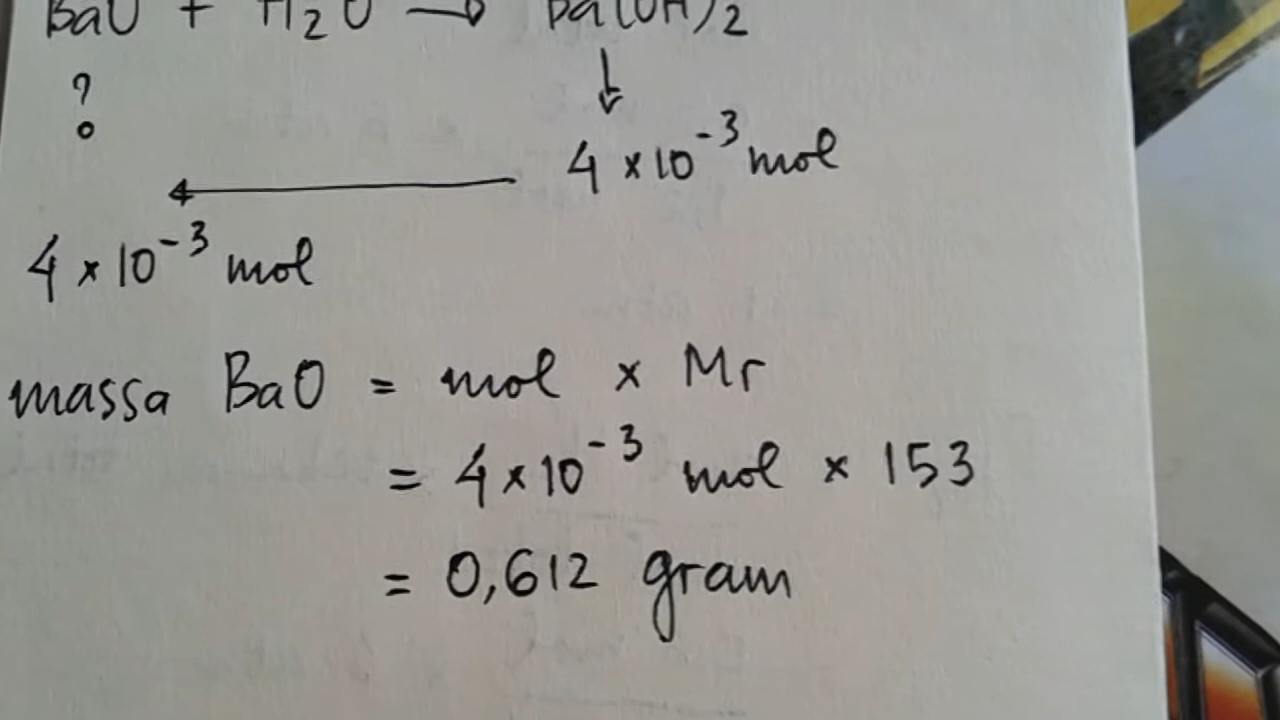 BaO + H₂O → Ba(OH)₂
?
↓
4 × 10⁻³ mol
←
4 × 10⁻³ mol
massa BaO = mol × Mr
= 4 × 10⁻³ mol × 153
= 0,612 gram